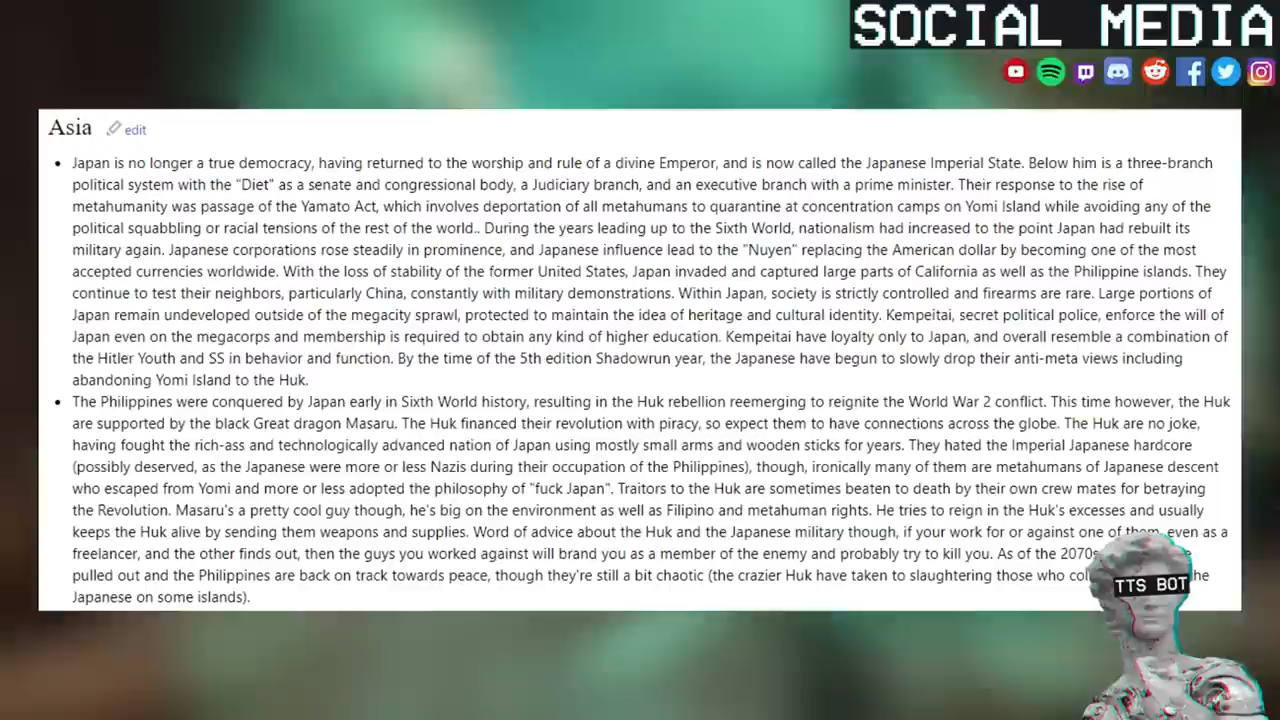 SOCIAL MEDIA
Asia edit
Japan is no longer a true democracy, having returned to the worship and rule of a divine Emperor, and is now called the Japanese Imperial State. Below him is a three-branch
political system with the "Diet" as a senate and congressional body, a Judiciary branch, and an executive branch with a prime minister. Their response to the rise of
metahumanity was passage of the Yamato Act, which involves deportation of all metahumans to quarantine at concentration camps on Yomi Island while avoiding any of the
political squabbling or racial tensions of the rest of the world.. During the years leading up to the Sixth World, nationalism had increased to the point Japan had rebuilt its
military again. Japanese corporations rose steadily in prominence, and Japanese influence lead to the "Nuyen" replacing the American dollar by becoming one of the most
accepted currencies worldwide. With the loss of stability of the former United States, Japan invaded and captured large parts of California as well as the Philippine islands. They
continue to test their neighbors, particularly China, constantly with military demonstrations. Within Japan, society is strictly controlled and firearms are rare. Large portions of
Japan remain undeveloped outside of the megacity sprawl, protected to maintain the idea of heritage and cultural identity. Kempeitai, secret political police, enforce the will of
Japan even on the megacorps and membership is required to obtain any kind of higher education. Kempeitai have loyalty only to Japan, and overall resemble a combination of
the Hitler Youth and SS in behavior and function. By the time of the 5th edition Shadowrun year, the Japanese have begun to slowly drop their anti-meta views including
abandoning Yomi Island to the Huk.
The Philippines were conquered by Japan early in Sixth World history, resulting in the Huk rebellion reemerging to reignite the World War 2 conflict. This time however, the Huk
are supported by the black Great dragon Masaru. The Huk financed their revolution with piracy, so expect them to have connections across the globe. The Huk are no joke,
having fought the rich-ass and technologically advanced nation of Japan using mostly small arms and wooden sticks for years. They hated the Imperial Japanese hardcore
(possibly deserved, as the Japanese were more or less Nazis during their occupation of the Philippines), though, ironically many of them are metahumans of Japanese descent
who escaped from Yomi and more or less adopted the philosophy of "fuck Japan". Traitors to the Huk are sometimes beaten to death by their own crew mates for betraying
the Revolution. Masaru's a pretty cool guy though, he's big on the environment as well as Filipino and metahuman rights. He tries to reign in the Huk's excesses and usually
keeps the Huk alive by sending them weapons and supplies. Word of advice about the Huk and the Japanese military though, if your work for or against one of them, even as a
freelancer, and the other finds out, then the guys you worked against will brand you as a member of the enemy and probably try to kill you. As of the 2070s
pulled out and the Philippines are back on track towards peace, though they're still a bit chaotic (the crazier Huk have taken to slaughtering those who
Japanese on some islands).
TTS BOT